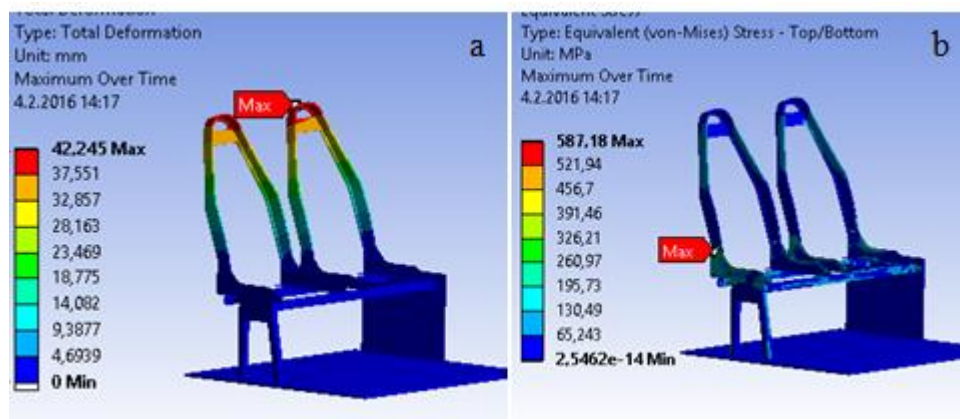 Total Deformation
Type: Total Deformation
Unit: mm
Maximum Over Time
4.2.2016 14:17
a
Max
42,245 Max
37,551
32,857
28,163
23,469
18,775
14,082
9,3877
4,6939
0 Min
Equivalent Stress
Type: Equivalent (von-Mises) Stress - Top/Bottom
Unit: MPa
Maximum Over Time
4.2.2016 14:17
b
Max
587,18 Max
521,94
456,7
391,46
326,21
260,97
195,73
130,49
65,243
2,5462e-14 Min